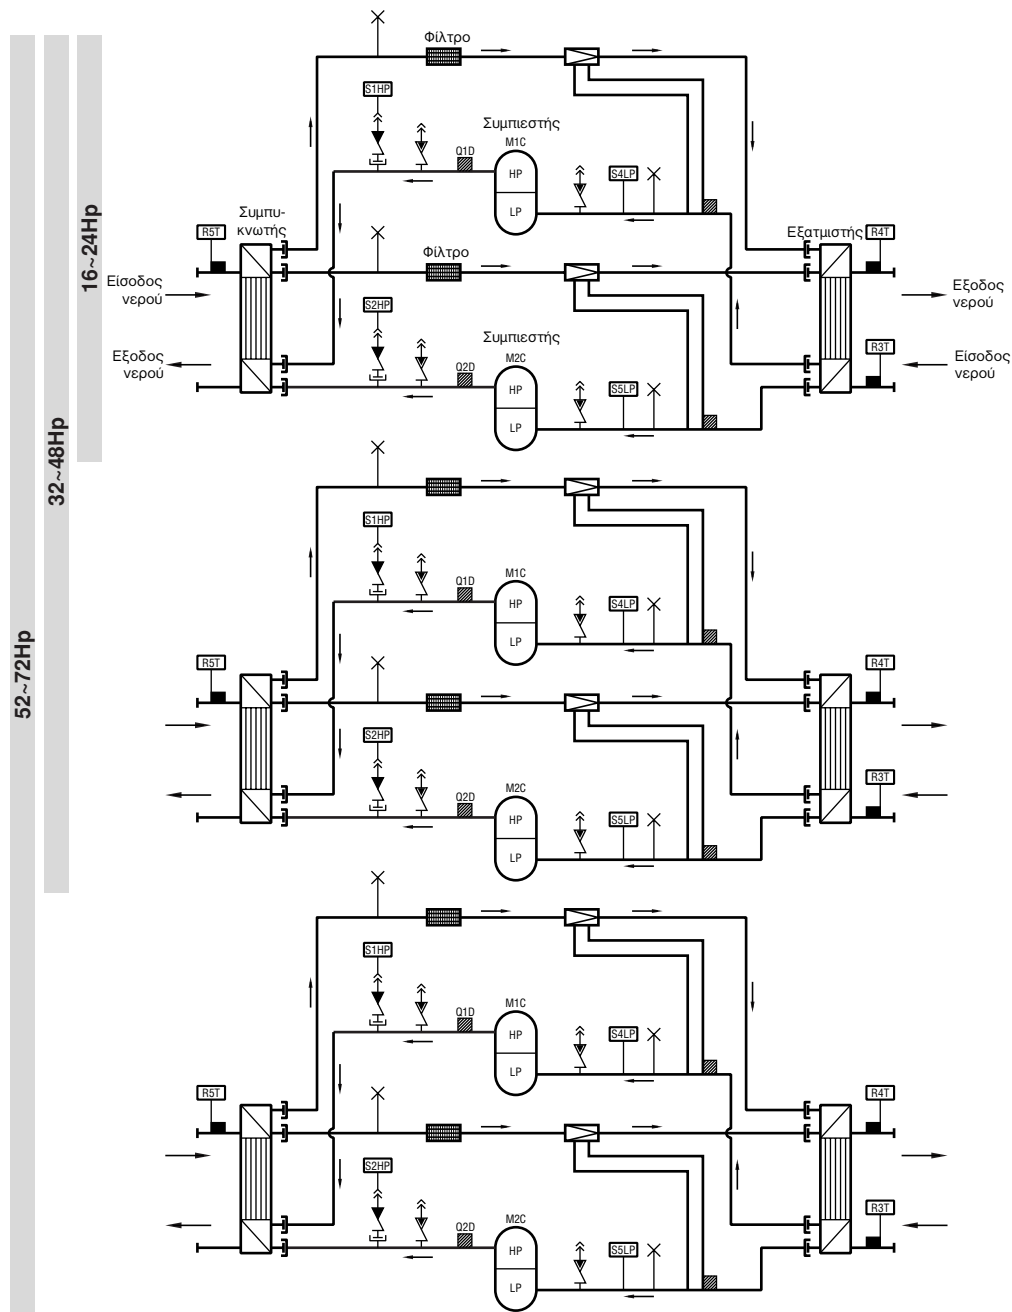 16~24Hp
32~48Hp
52~72Hp
Φίλτρο
S1HP
Συμπιεστής
M1C
Q1D
HP
S4LP
LP
R5T
Συμπυ-
κνωτής
Εξατμιστής
R4T
Φίλτρο
Είσοδος
νερού
Εξοδος
νερού
S2HP
Συμπιεστής
M2C
Εξοδος
νερού
Είσοδος
νερού
R3T
Q2D
HP
S5LP
LP
S1HP
M1C
Q1D
HP
S4LP
LP
R5T
R4T
S2HP
M2C
R3T
Q2D
HP
S5LP
LP
S1HP
M1C
Q1D
HP
S4LP
LP
R5T
R4T
S2HP
M2C
R3T
Q2D
HP
S5LP
LP